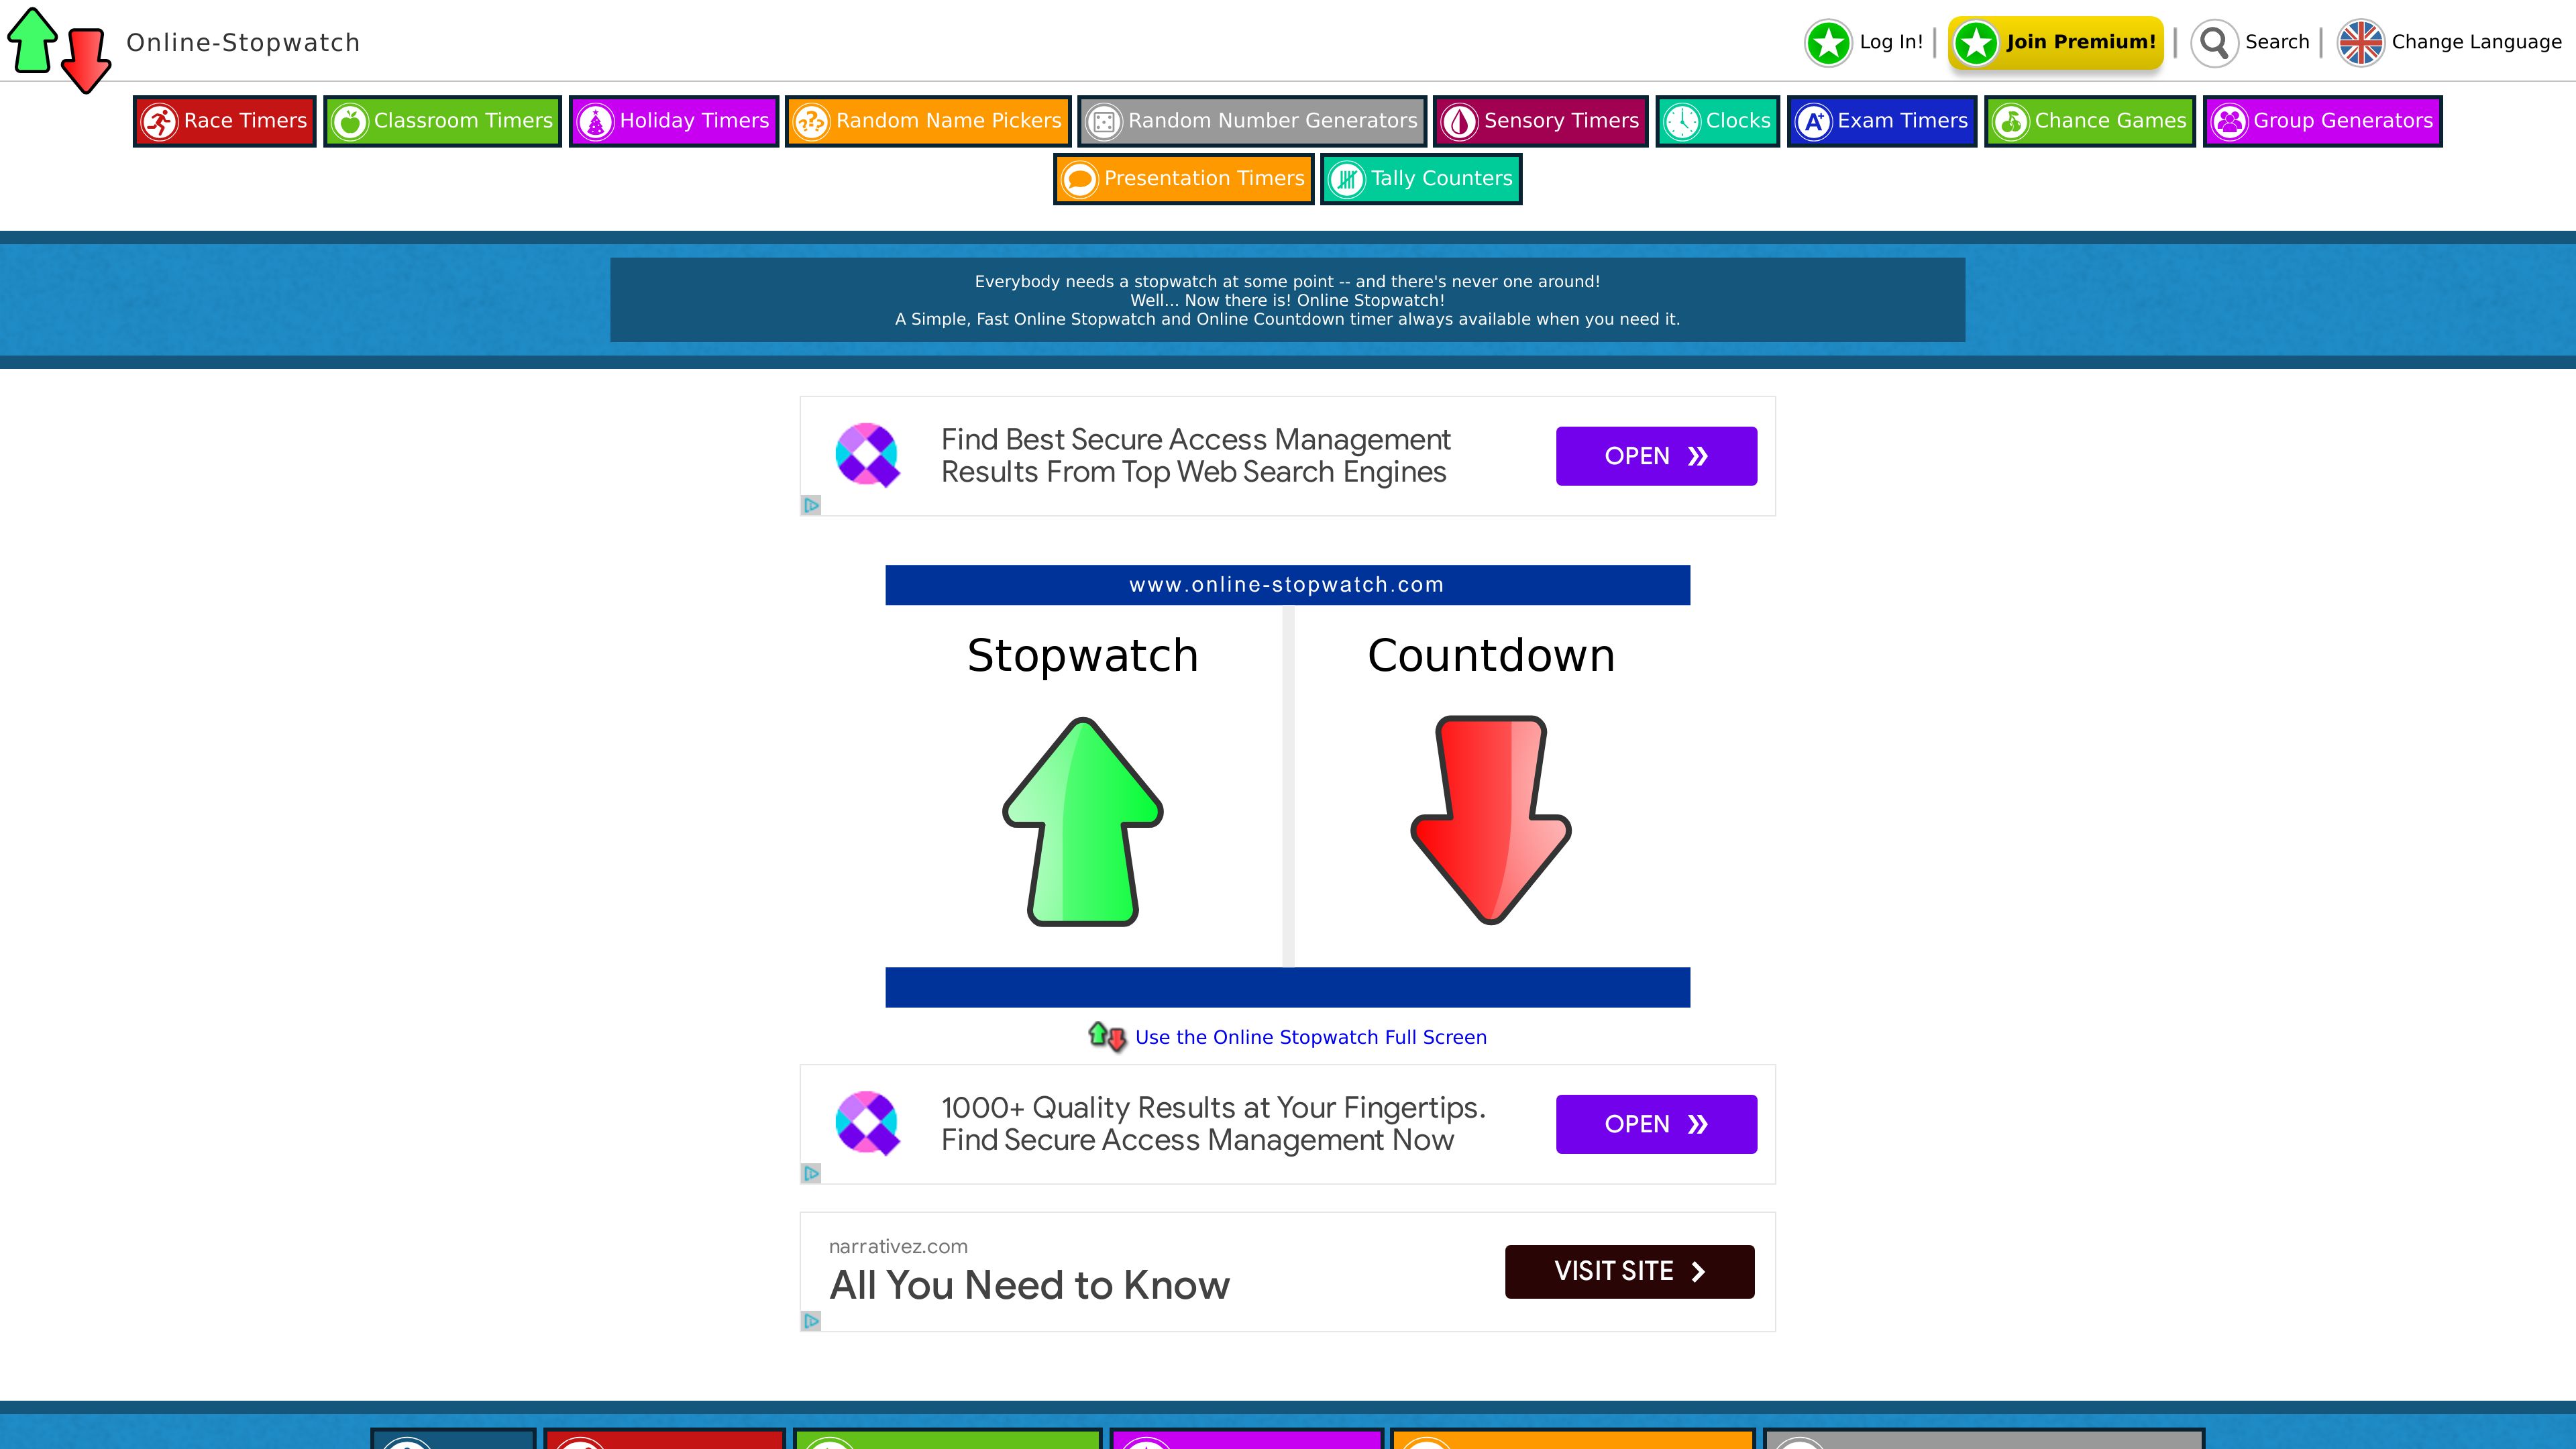 Online-Stopwatch
Log In!
Join Premium!
Search
Change Language
Race Timers
Classroom Timers
Holiday Timers
Random Name Pickers
Random Number Generators
Sensory Timers
Clocks
Exam Timers
Chance Games
Group Generators
Presentation Timers
Tally Counters
Everybody needs a stopwatch at some point -- and there's never one around!
Well... Now there is! Online Stopwatch!
A Simple, Fast Online Stopwatch and Online Countdown timer always available when you need it.
Find Best Secure Access Management
Results From Top Web Search Engines
OPEN
www.online-stopwatch.com
Stopwatch
Countdown
Use the Online Stopwatch Full Screen
1000+ Quality Results at Your Fingertips.
Find Secure Access Management Now
OPEN
narrativez.com
All You Need to Know
VISIT SITE